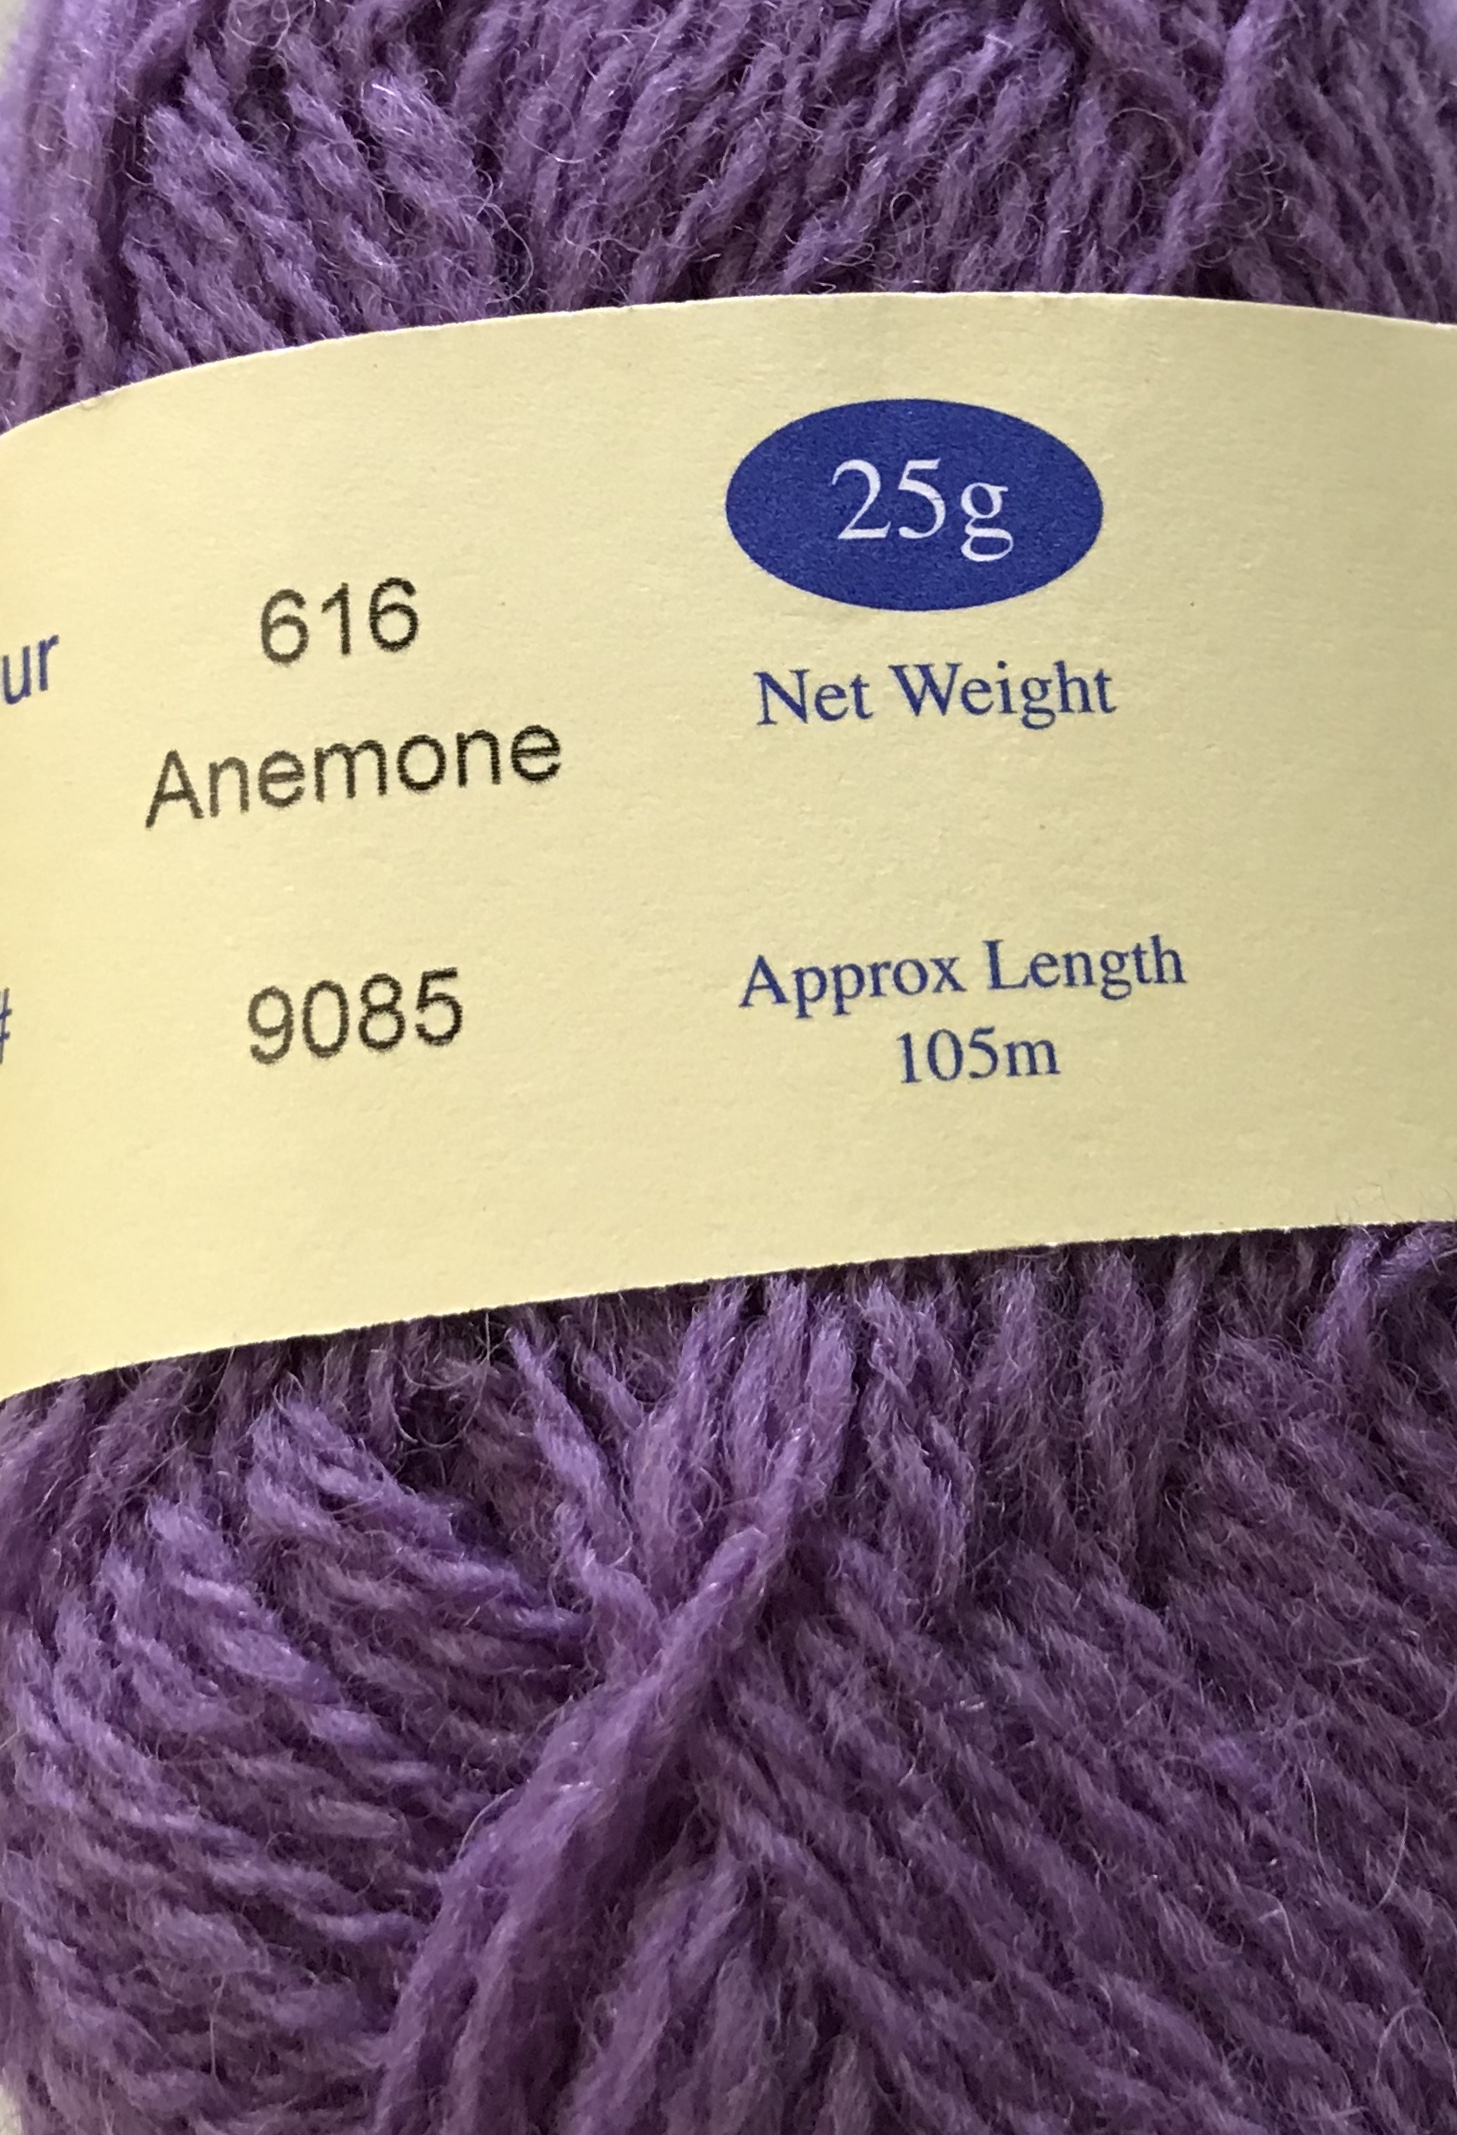 25g
616
ur
Net Weight
Anemone
Approx Length
# 9085
105m